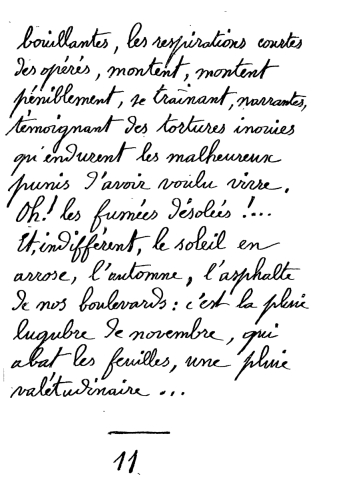 bouillantes, les respirations courtes
des opérés, montent, montent
péniblement, se traînant, narrantes,
témoignant des tortures inouies
qu'endurent les malheureux
punis d'avoir voulu vivre.
Oh! les fumées désolées !...
Et, indifférent, le soleil en
arrose, l'automne, l'asphalte
de nos boulevards : c'est la pluie
lugubre de novembre, qui
abat les feuilles, une pluie
valétudinaire ...
11